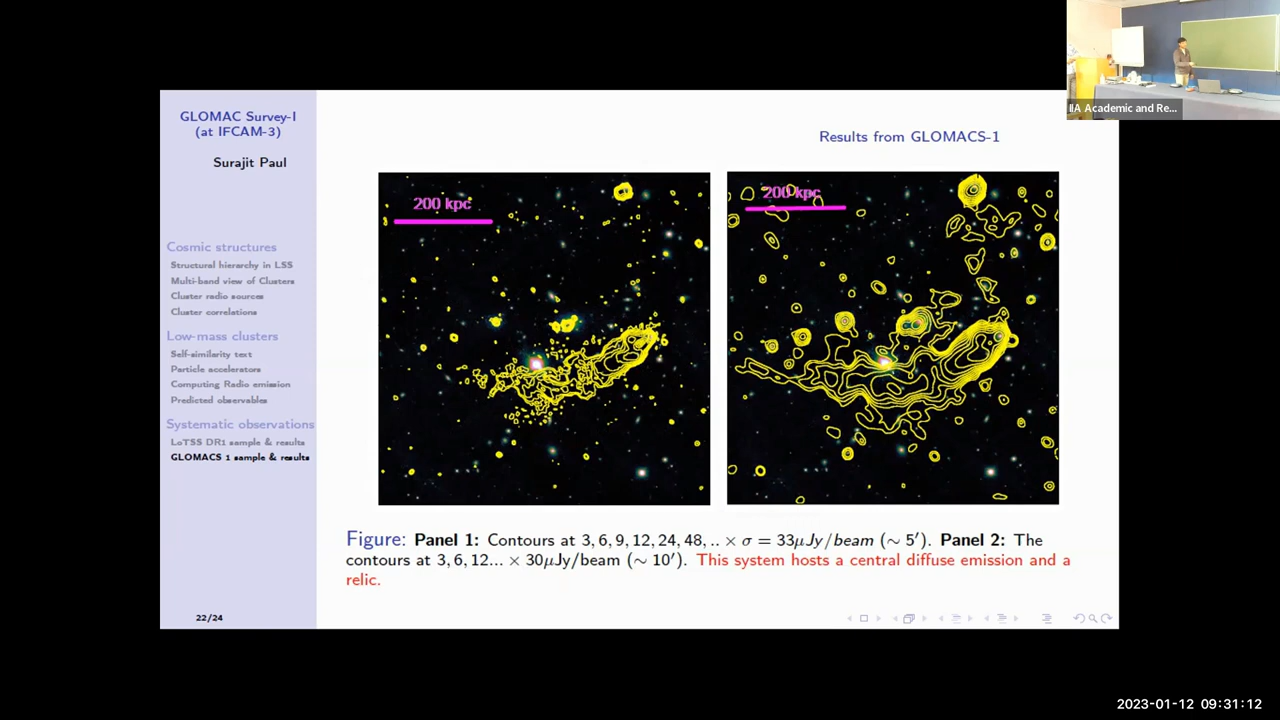 IIA Academic and Re...
GLOMAC Survey-I
(at IFCAM-3)
Surajit Paul
Cosmic structures
Structural hierarchy in LSS
Multi-band view of Clusters
Cluster radio sources
Cluster correlations
Low-mass clusters
Self-similarity text
Particle accelerators
Computing Radio emission
Predicted observables
Systematic observations
LoTSS DR1 sample & results
GLOMACS 1 sample & results
22/24
Results from GLOMACS-1
200 kpc
200 kpc
Figure: Panel 1: Contours at 3, 6, 9, 12, 24, 48, .. × σ = 33μJy/beam (∼ 5′). Panel 2: The
contours at 3, 6, 12... × 30μJy/beam (∼ 10′). This system hosts a central diffuse emission and a
relic.
2023-01-12 09:31:12